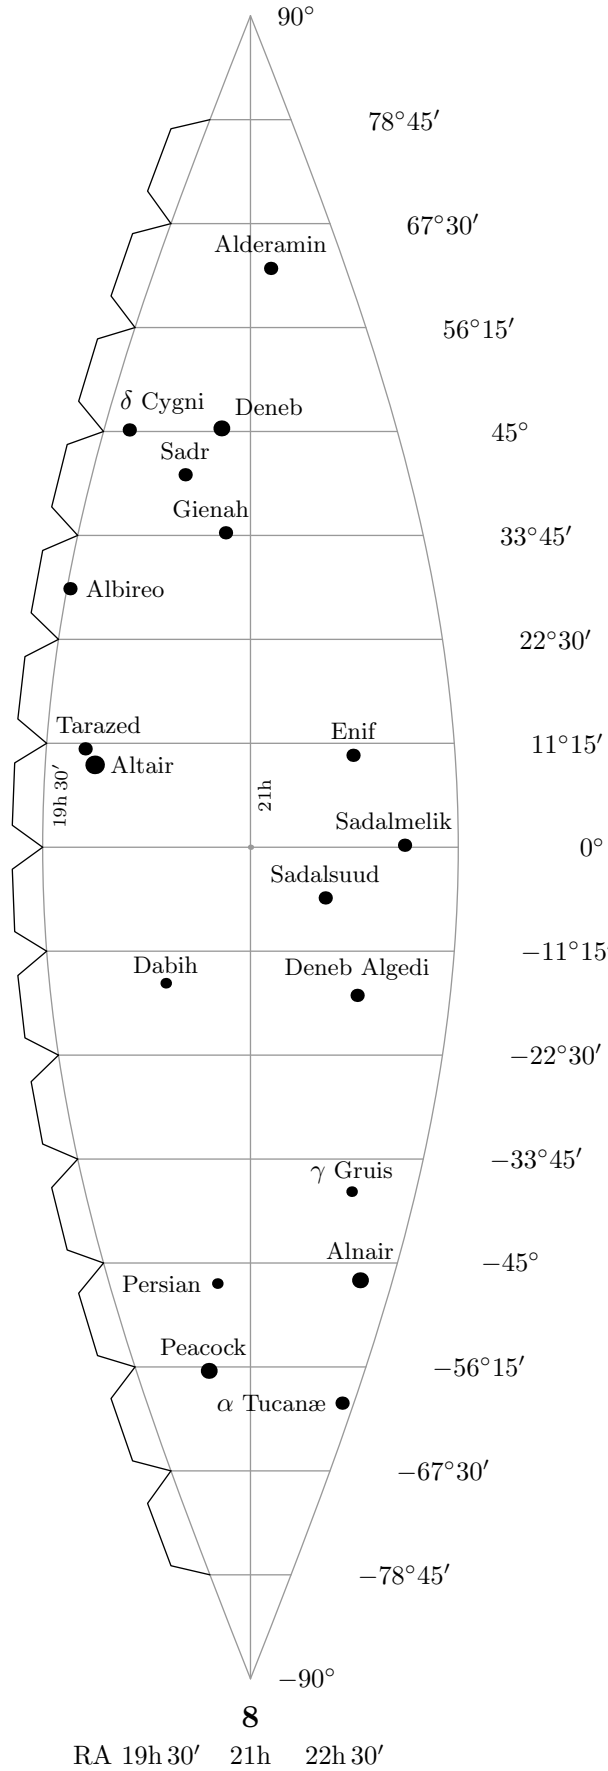 90°
78°45′
67°30′
Alderamin
56°15′
δ Cygni
Deneb
45°
Sadr
Gienah
33°45′
Albireo
22°30′
Tarazed
Enif
11°15′
Altair
19h 30′
21h
Sadalmelik
0°
Sadalsuud
−11°15′
Dabih
Deneb Algedi
−22°30′
−33°45′
γ Gruis
Alnair
−45°
Persian
Peacock
−56°15′
α Tucanæ
−67°30′
−78°45′
−90°
8
RA 19h 30′ 21h 22h 30′